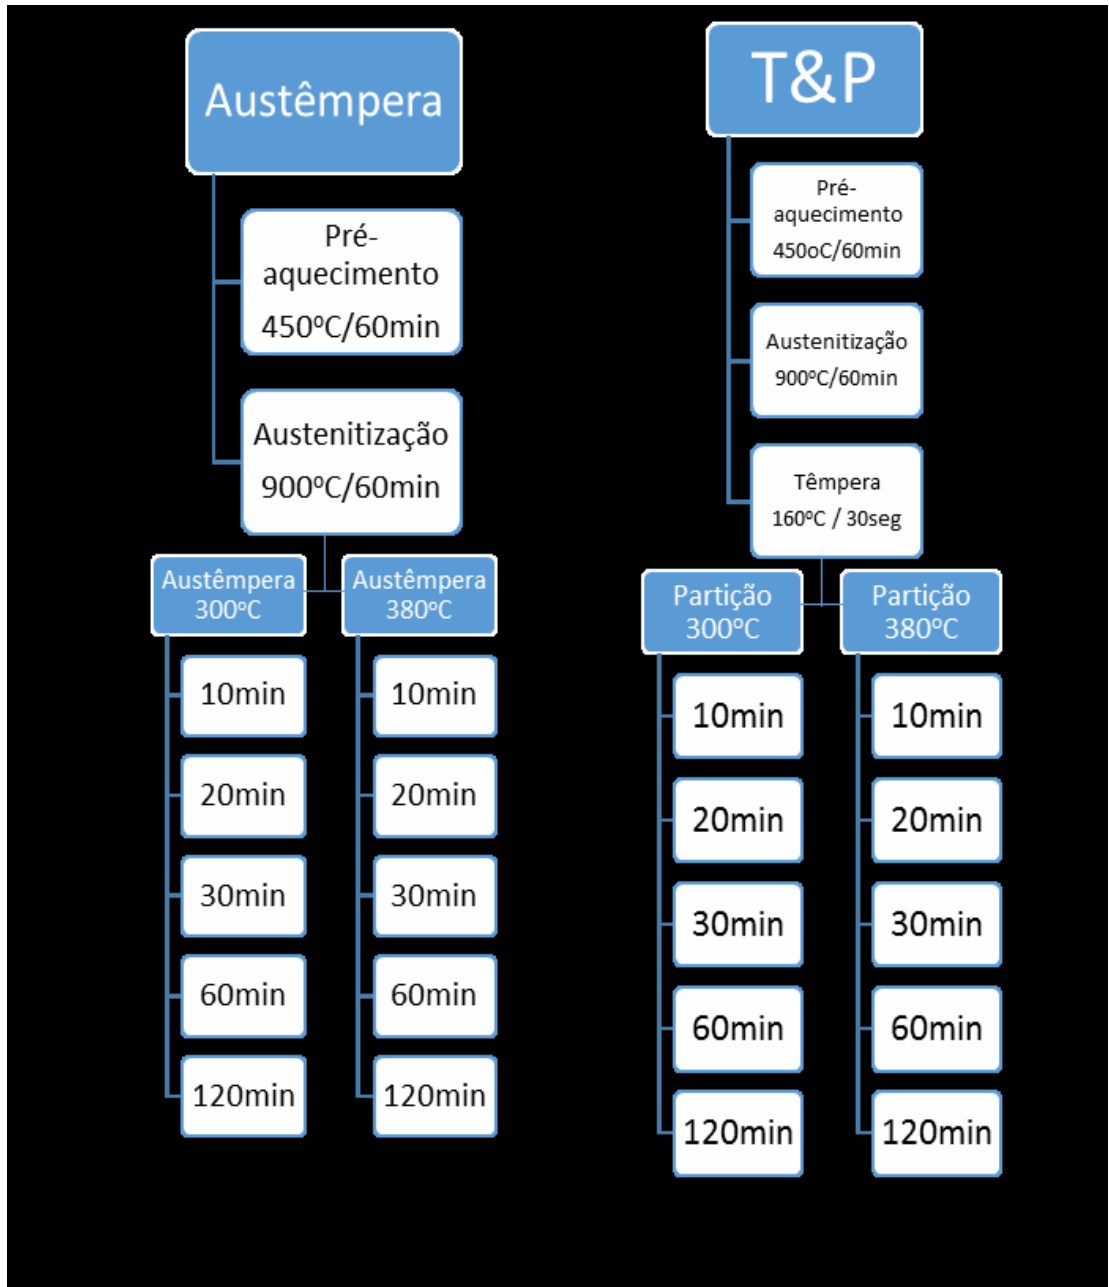 Austêmpera
Pré-
aquecimento
450ºC/60min
Austenitização
900ºC/60min
Austêmpera
300ºC
10min
20min
30min
60min
120min
Austêmpera
380ºC
10min
20min
30min
60min
120min
T&P
Pré-
aquecimento
450oC/60min
Austenitização
900ºC/60min
Têmpera
160ºC / 30seg
Partição
300ºC
10min
20min
30min
60min
120min
Partição
380ºC
10min
20min
30min
60min
120min